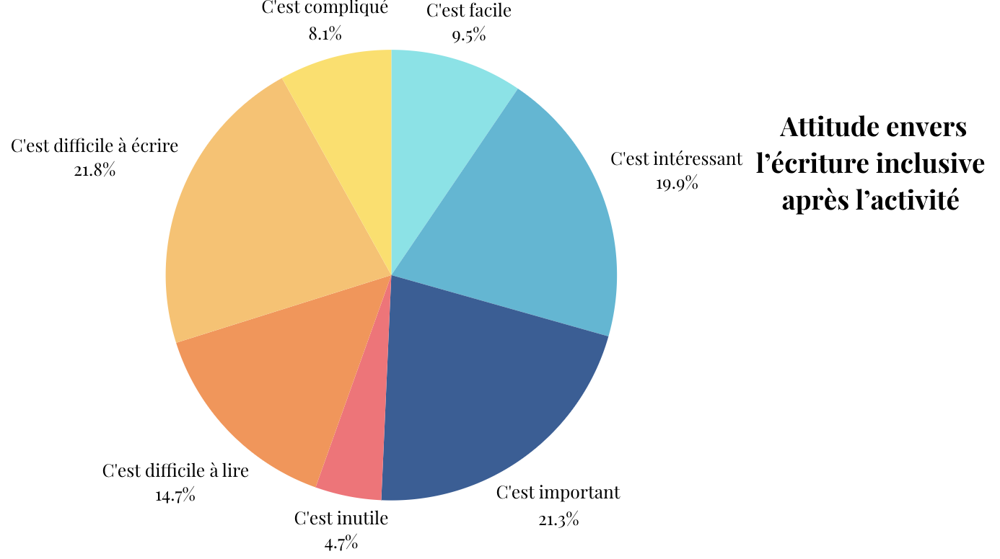 C'est compliqué
8.1%
C'est facile
9.5%
C'est difficile à écrire
21.8%
C'est intéressant
19.9%
Attitude envers
l’écriture inclusive
après l’activité
C'est difficile à lire
14.7%
C'est important
21.3%
C'est inutile
4.7%